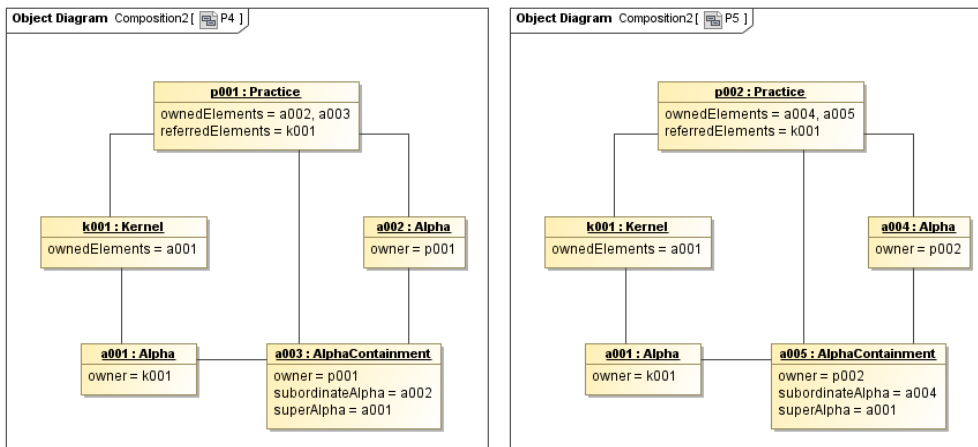 Object Diagram Composition2 [ P4 ]
p001 : Practice
ownedElements = a002, a003
referredElements = k001
k001 : Kernel
ownedElements = a001
a002 : Alpha
owner = p001
a001 : Alpha
owner = k001
a003 : AlphaContainment
owner = p001
subordinateAlpha = a002
superAlpha = a001
Object Diagram Composition2 [ P5 ]
p002 : Practice
ownedElements = a004, a005
referredElements = k001
k001 : Kernel
ownedElements = a001
a004 : Alpha
owner = p002
a001 : Alpha
owner = k001
a005 : AlphaContainment
owner = p002
subordinateAlpha = a004
superAlpha = a001